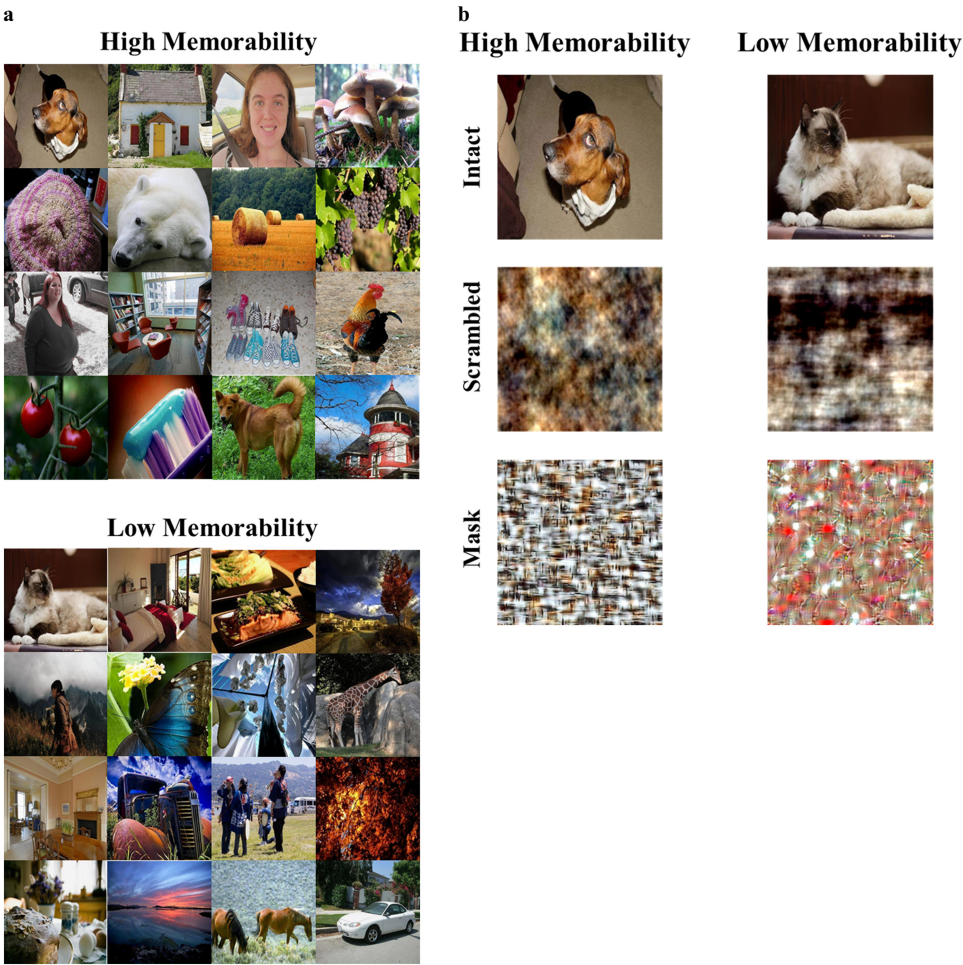 a
High Memorability
Low Memorability
b
High Memorability
Low Memorability
Intact
Scrambled
Mask